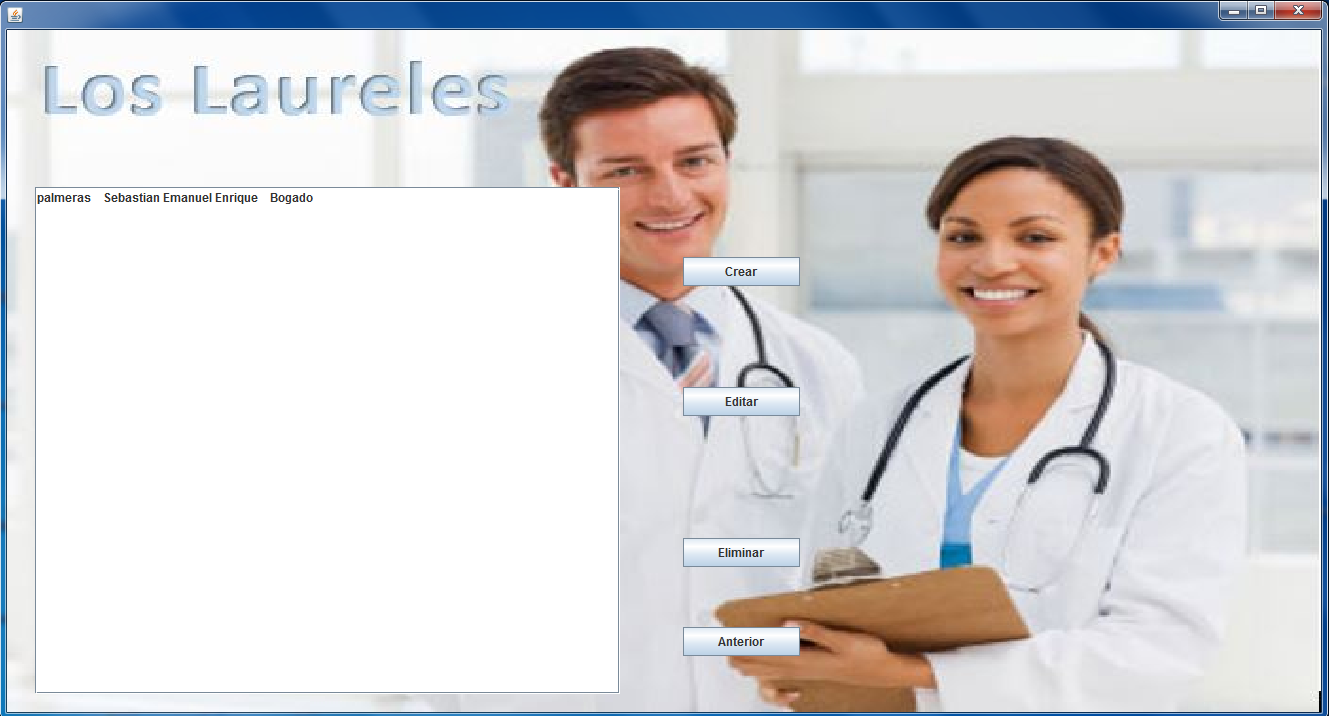 Los Laureles
palmeras Sebastian Emanuel Enrique Bogado
Crear
Editar
Eliminar
Anterior